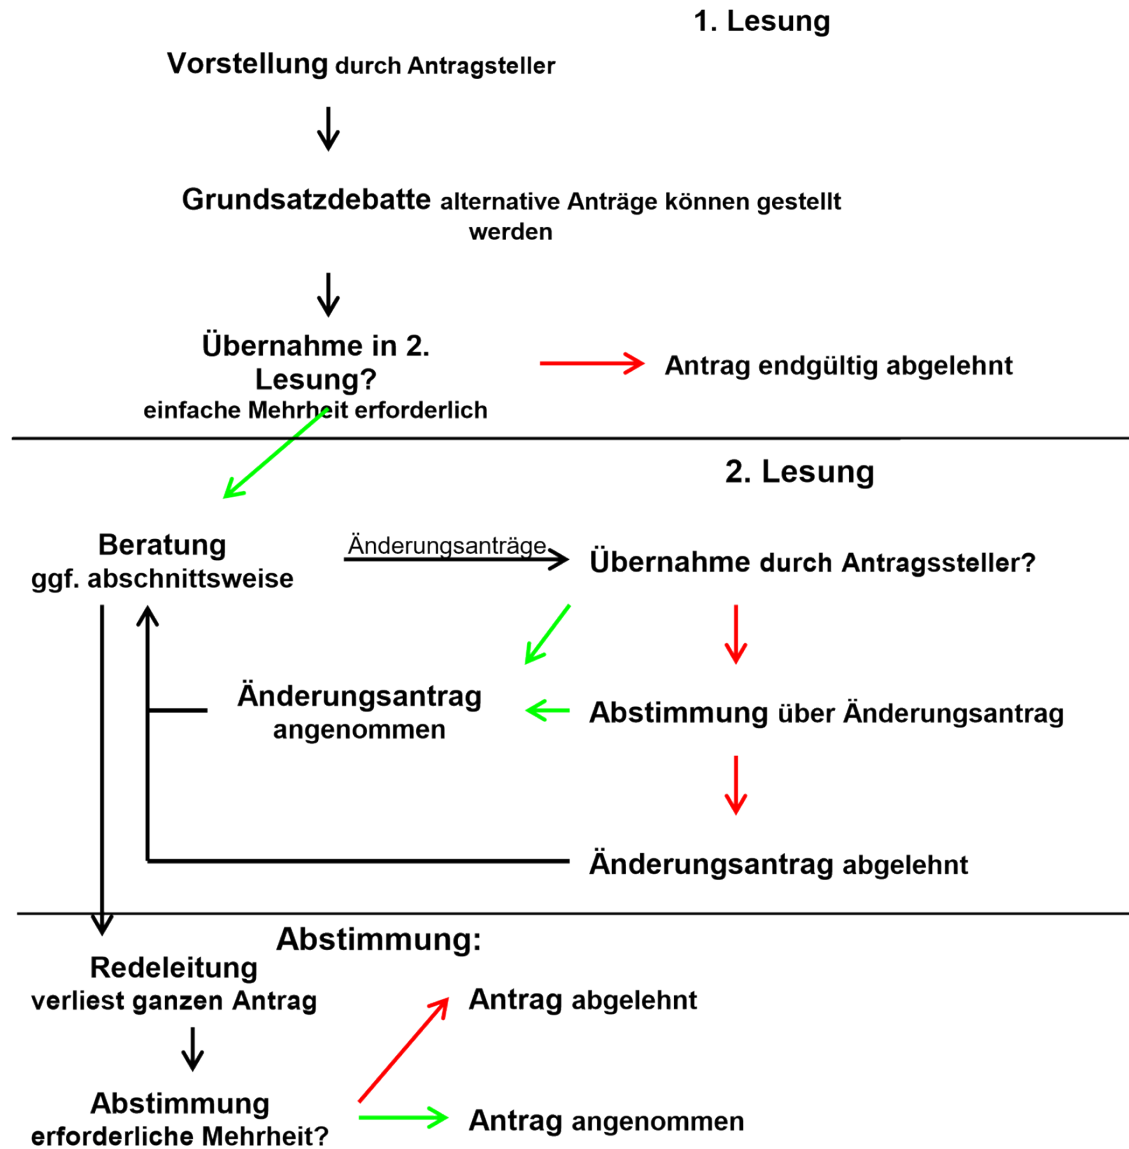 1. Lesung
Vorstellung durch Antragsteller
Grundsatzdebatte alternative Anträge können gestellt
werden
Übernahme in 2.
Lesung?
einfache Mehrheit erforderlich
Antrag endgültig abgelehnt
2. Lesung
Beratung
ggf. abschnittsweise
Änderungsanträge
Übernahme durch Antragssteller?
Änderungsantrag
angenommen
Abstimmung über Änderungsantrag
Änderungsantrag abgelehnt
Abstimmung:
Redeleitung
verliest ganzen Antrag
Antrag abgelehnt
Abstimmung
erforderliche Mehrheit?
Antrag angenommen